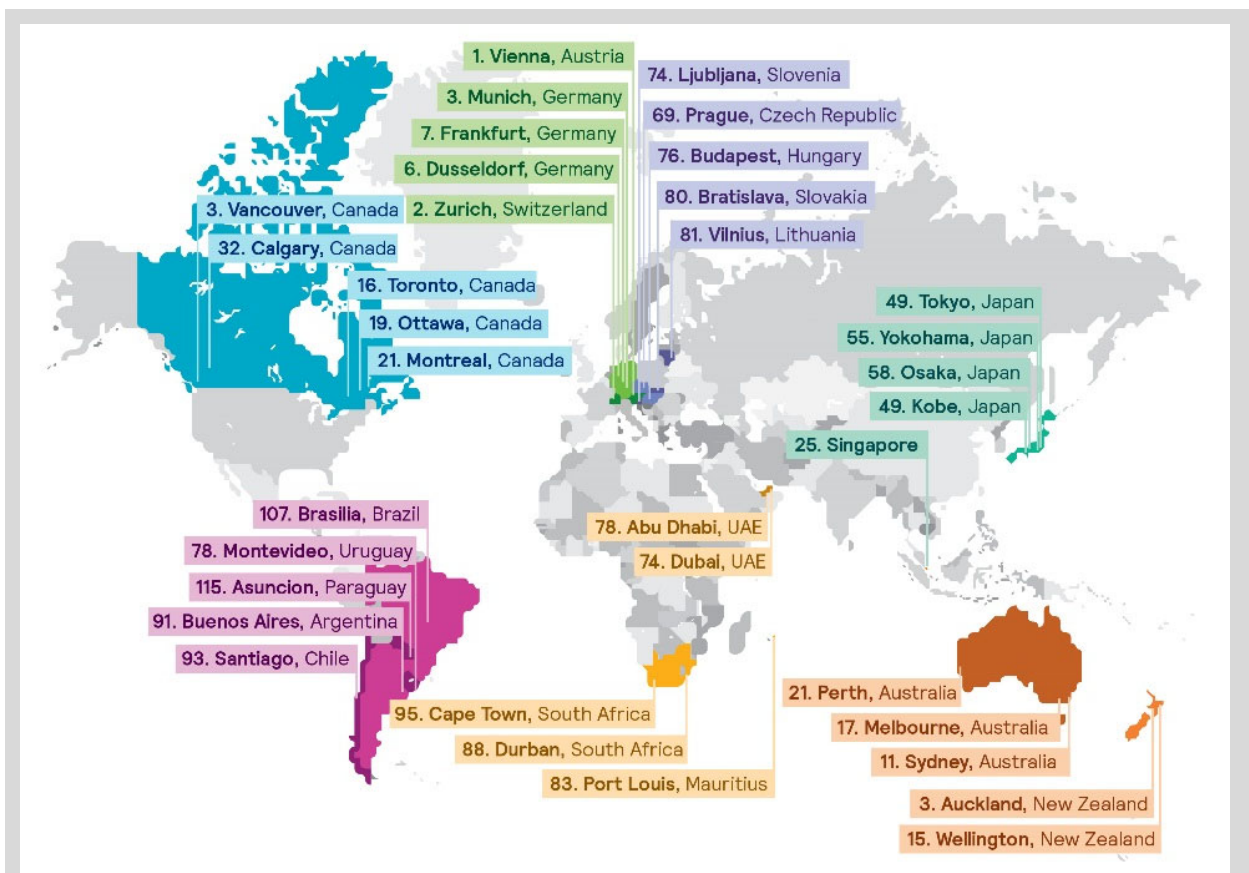 1. Vienna, Austria
3. Munich, Germany
7. Frankfurt, Germany
6. Dusseldorf, Germany
2. Zurich, Switzerland
74. Ljubljana, Slovenia
69. Prague, Czech Republic
76. Budapest, Hungary
80. Bratislava, Slovakia
81. Vilnius, Lithuania
3. Vancouver, Canada
32. Calgary, Canada
16. Toronto, Canada
19. Ottawa, Canada
21. Montreal, Canada
49. Tokyo, Japan
55. Yokohama, Japan
58. Osaka, Japan
49. Kobe, Japan
25. Singapore
107. Brasilia, Brazil
78. Montevideo, Uruguay
115. Asuncion, Paraguay
91. Buenos Aires, Argentina
93. Santiago, Chile
78. Abu Dhabi, UAE
74. Dubai, UAE
95. Cape Town, South Africa
88. Durban, South Africa
83. Port Louis, Mauritius
21. Perth, Australia
17. Melbourne, Australia
11. Sydney, Australia
3. Auckland, New Zealand
15. Wellington, New Zealand